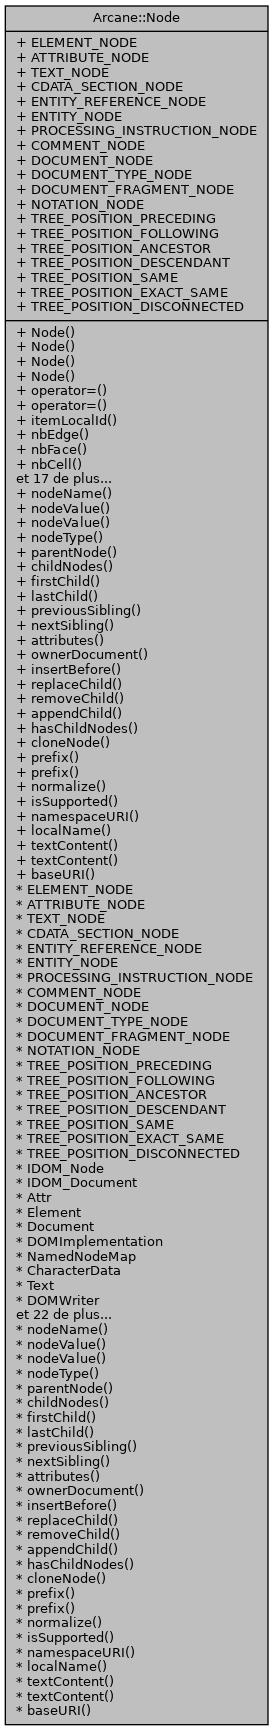 Arcane::Node
+ ELEMENT_NODE
+ ATTRIBUTE_NODE
+ TEXT_NODE
+ CDATA_SECTION_NODE
+ ENTITY_REFERENCE_NODE
+ ENTITY_NODE
+ PROCESSING_INSTRUCTION_NODE
+ COMMENT_NODE
+ DOCUMENT_NODE
+ DOCUMENT_TYPE_NODE
+ DOCUMENT_FRAGMENT_NODE
+ NOTATION_NODE
+ TREE_POSITION_PRECEDING
+ TREE_POSITION_FOLLOWING
+ TREE_POSITION_ANCESTOR
+ TREE_POSITION_DESCENDANT
+ TREE_POSITION_SAME
+ TREE_POSITION_EXACT_SAME
+ TREE_POSITION_DISCONNECTED
+ Node()
+ Node()
+ Node()
+ Node()
+ operator=()
+ operator=()
+ itemLocalId()
+ nbEdge()
+ nbFace()
+ nbCell()
et 17 de plus...
+ nodeName()
+ nodeValue()
+ nodeValue()
+ nodeType()
+ parentNode()
+ childNodes()
+ firstChild()
+ lastChild()
+ previousSibling()
+ nextSibling()
+ attributes()
+ ownerDocument()
+ insertBefore()
+ replaceChild()
+ removeChild()
+ appendChild()
+ hasChildNodes()
+ cloneNode()
+ prefix()
+ prefix()
+ normalize()
+ isSupported()
+ namespaceURI()
+ localName()
+ textContent()
+ textContent()
+ baseURI()
* ELEMENT_NODE
* ATTRIBUTE_NODE
* TEXT_NODE
* CDATA_SECTION_NODE
* ENTITY_REFERENCE_NODE
* ENTITY_NODE
* PROCESSING_INSTRUCTION_NODE
* COMMENT_NODE
* DOCUMENT_NODE
* DOCUMENT_TYPE_NODE
* DOCUMENT_FRAGMENT_NODE
* NOTATION_NODE
* TREE_POSITION_PRECEDING
* TREE_POSITION_FOLLOWING
* TREE_POSITION_ANCESTOR
* TREE_POSITION_DESCENDANT
* TREE_POSITION_SAME
* TREE_POSITION_EXACT_SAME
* TREE_POSITION_DISCONNECTED
* IDOM_Node
* IDOM_Document
* Attr
* Element
* Document
* DOMImplementation
* NamedNodeMap
* CharacterData
* Text
* DOMWriter
et 22 de plus...
* nodeName()
* nodeValue()
* nodeValue()
* nodeType()
* parentNode()
* childNodes()
* firstChild()
* lastChild()
* previousSibling()
* nextSibling()
* attributes()
* ownerDocument()
* insertBefore()
* replaceChild()
* removeChild()
* appendChild()
* hasChildNodes()
* cloneNode()
* prefix()
* prefix()
* normalize()
* isSupported()
* namespaceURI()
* localName()
* textContent()
* textContent()
* baseURI()